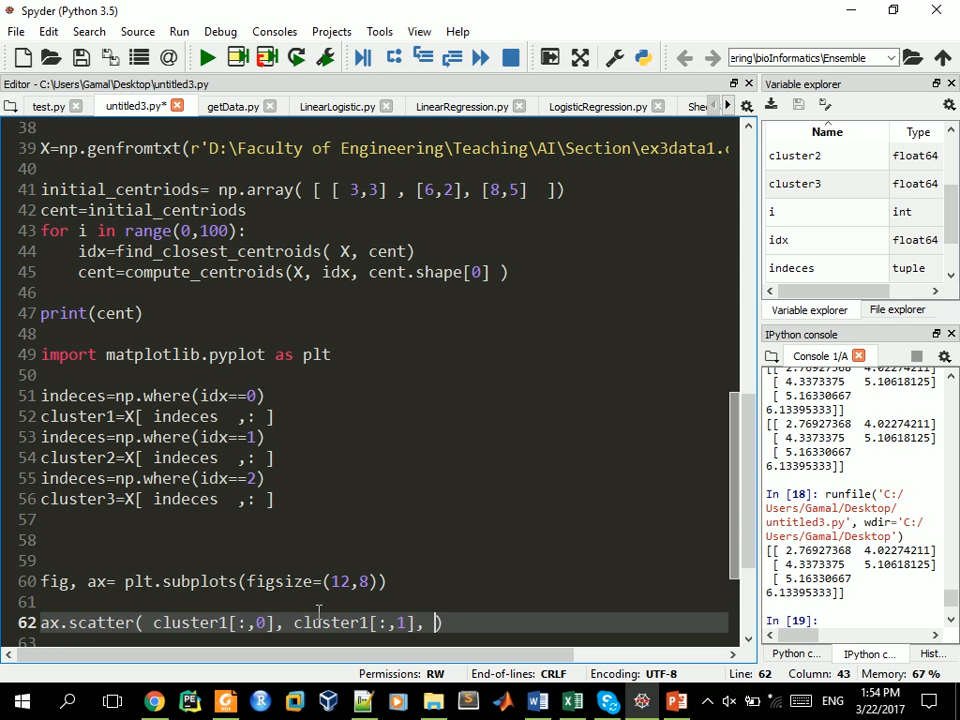 Spyder (Python 3.5)
File Edit Search Source Run Debug Consoles Projects Tools View Help
ering\bioInformatics\Ensemble
Editor - C:\Users\Gamal\Desktop\untitled3.py
test.py untitled3.py* getData.py LinearLogistic.py LinearRegression.py LogisticRegression.py She
38
39 X=np.genfromtxt(r'D:\Faculty of Engineering\Teaching\AI\Section\ex3data1.c
40
41 initial_centriods= np.array( [ [ 3,3] , [6,2], [8,5]  ])
42 cent=initial_centriods
43 for i in range(0,100):
44     idx=find_closest_centroids( X, cent)
45     cent=compute_centroids(X, idx, cent.shape[0] )
46
47 print(cent)
48
49 import matplotlib.pyplot as plt
50
51 indeces=np.where(idx==0)
52 cluster1=X[ indeces  ,: ]
53 indeces=np.where(idx==1)
54 cluster2=X[ indeces  ,: ]
55 indeces=np.where(idx==2)
56 cluster3=X[ indeces  ,: ]
57
58
59
60 fig, ax= plt.subplots(figsize=(12,8))
61
62 ax.scatter( cluster1[:,0], cluster1[:,1], )
63
Variable explorer
Name Type
cluster2 float64
cluster3 float64
i int
idx float64
indeces tuple
Variable explorer File explorer
IPython console
Console 1/A
[[ 2.76927368  4.02274211]
[ 4.3373375   5.10618125]
[ 5.16330667
6.13395333]]
[[ 2.76927368  4.02274211]
[ 4.3373375   5.10618125]
[ 5.16330667
6.13395333]]
In [18]: runfile('C:/
Users/Gamal/Desktop/
untitled3.py', wdir='C:/
Users/Gamal/Desktop')
[[ 2.76927368  4.02274211]
[ 4.3373375   5.10618125]
[ 5.16330667
6.13395333]]
In [19]:
Python c... IPython c... Hist...
Permissions: RW End-of-lines: CRLF Encoding: UTF-8 Line: 62 Column: 43 Memory: 67 %
ENG
1:54 PM
3/22/2017